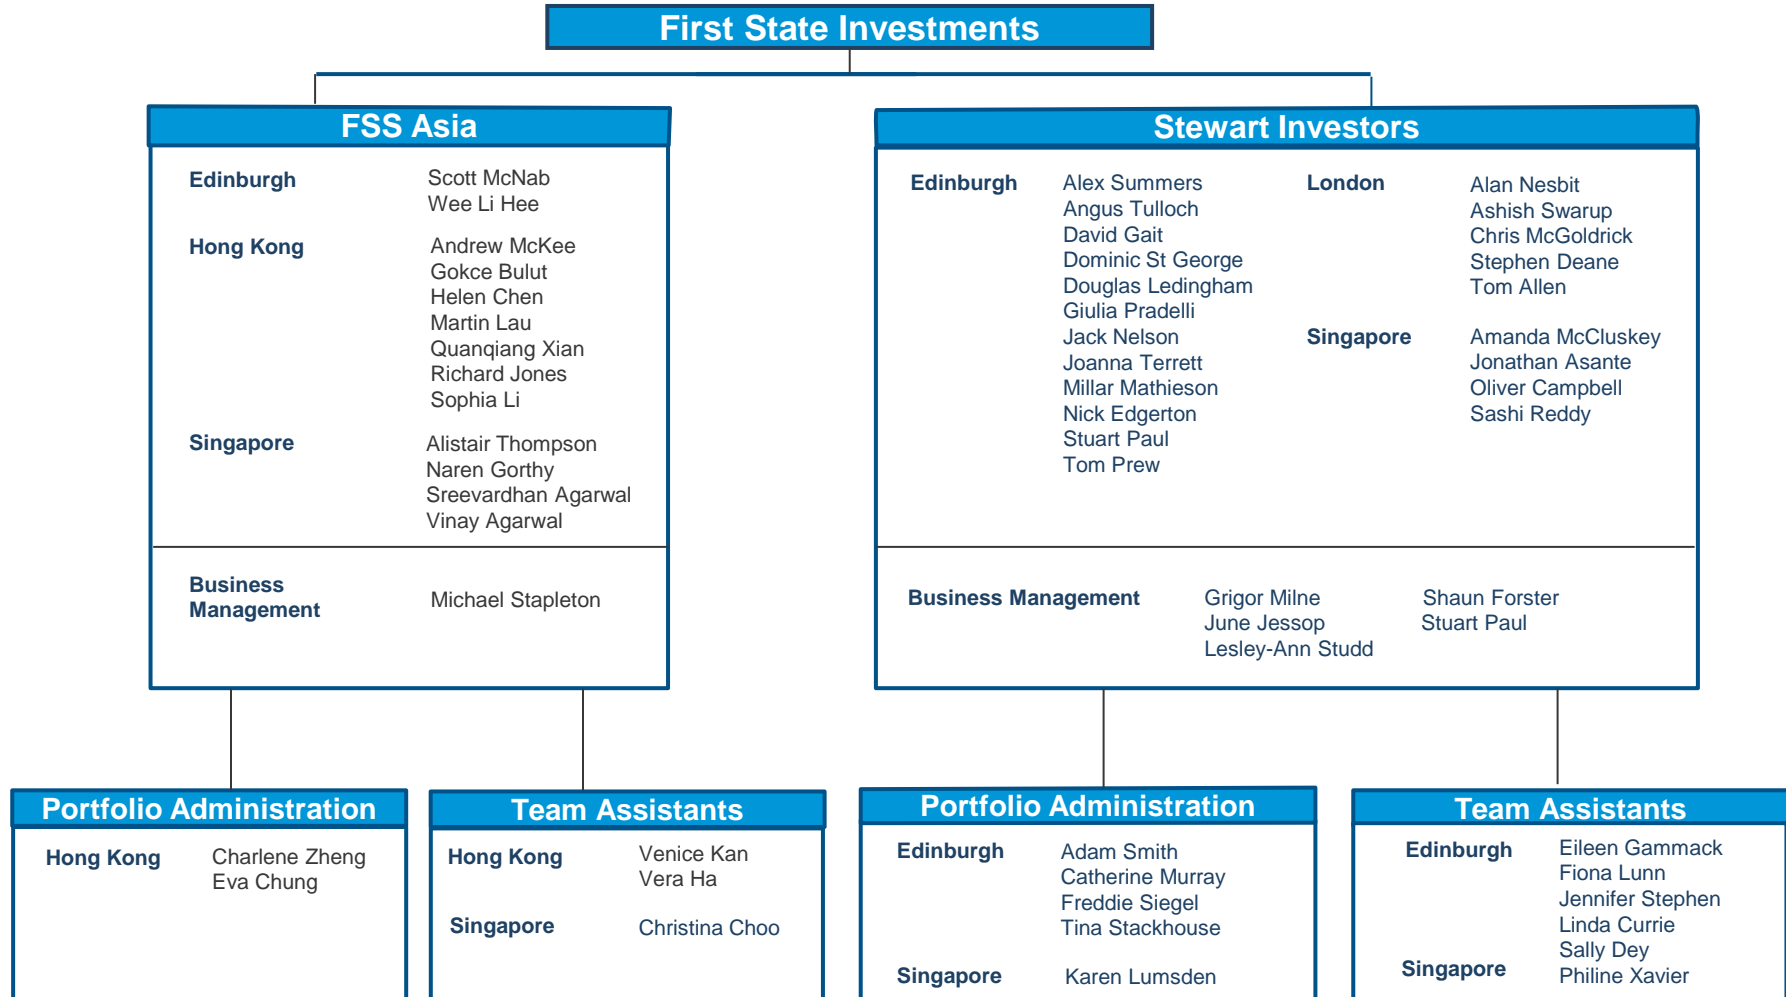 First State Investments
FSS Asia
Edinburgh
Scott McNab
Wee Li Hee
Hong Kong
Andrew McKee
Gokce Bulut
Helen Chen
Martin Lau
Quanqiang Xian
Richard Jones
Sophia Li
Singapore
Alistair Thompson
Naren Gorthy
Sreevardhan Agarwal
Vinay Agarwal
Business
Management
Michael Stapleton
Stewart Investors
Edinburgh
Alex Summers
Angus Tulloch
David Gait
Dominic St George
Douglas Ledingham
Giulia Pradelli
Jack Nelson
Joanna Terrett
Millar Mathieson
Nick Edgerton
Stuart Paul
Tom Prew
London
Alan Nesbit
Ashish Swarup
Chris McGoldrick
Stephen Deane
Tom Allen
Singapore
Amanda McCluskey
Jonathan Asante
Oliver Campbell
Sashi Reddy
Business Management
Grigor Milne
June Jessop
Lesley-Ann Studd
Shaun Forster
Stuart Paul
Portfolio Administration
Hong Kong
Charlene Zheng
Eva Chung
Team Assistants
Hong Kong
Venice Kan
Vera Ha
Singapore
Christina Choo
Portfolio Administration
Edinburgh
Adam Smith
Catherine Murray
Freddie Siegel
Tina Stackhouse
Singapore
Karen Lumsden
Team Assistants
Edinburgh
Eileen Gammack
Fiona Lunn
Jennifer Stephen
Linda Currie
Sally Dey
Singapore
Philine Xavier